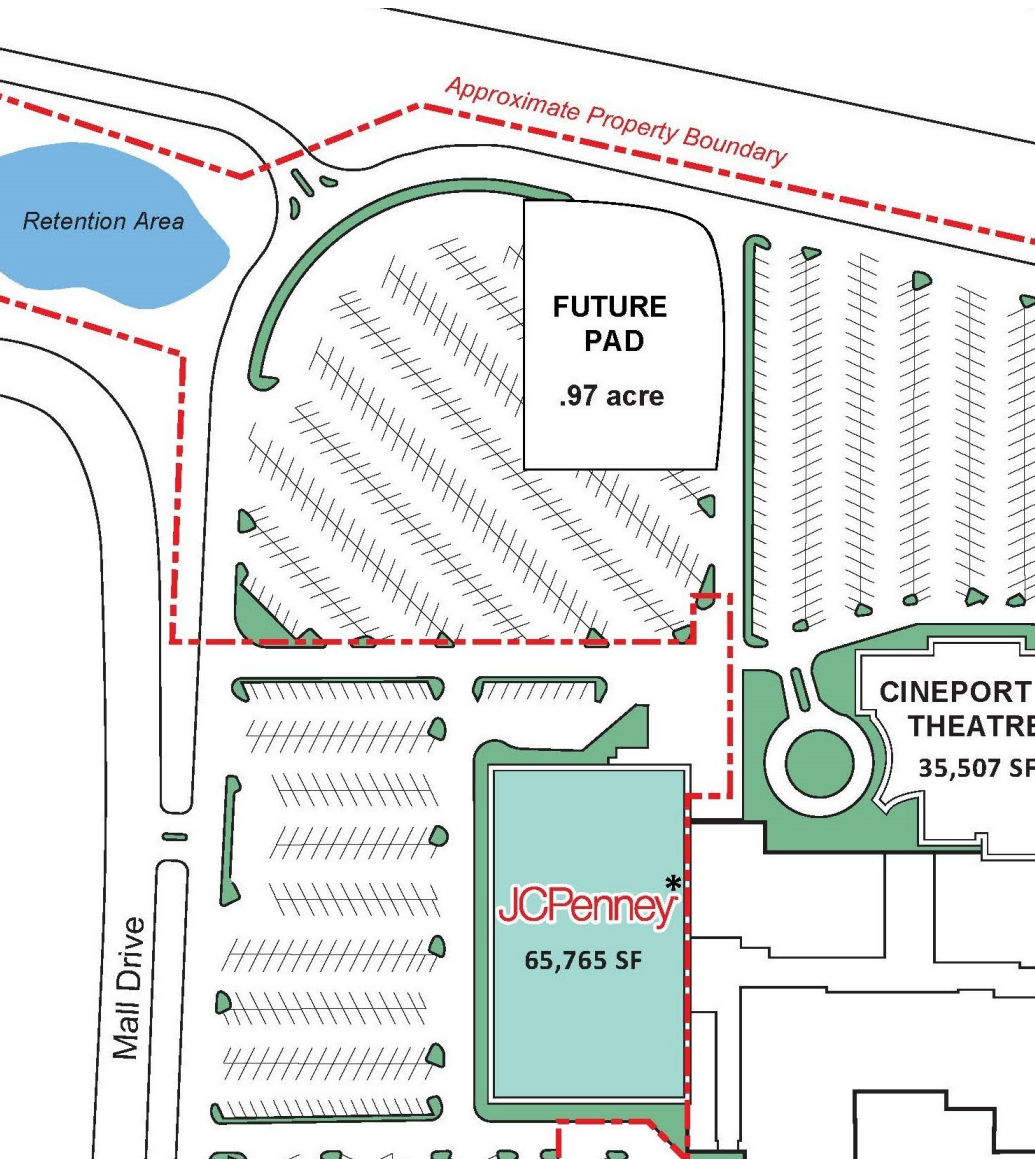 Approximate Property Boundary
Retention Area
FUTURE
PAD
.97 acre
CINEPORT
THEATRE
35,507 SF
JCPenney*
65,765 SF
Mall Drive